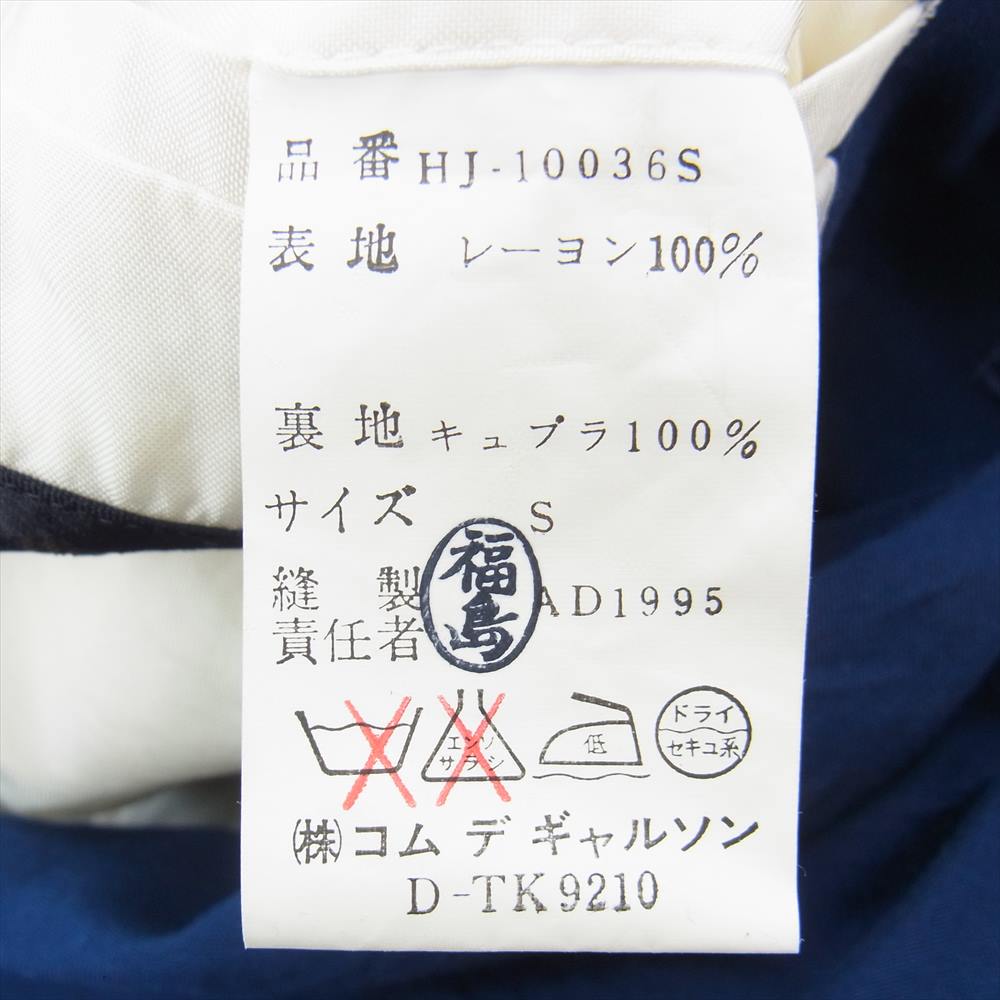 品番 HJ-10036S
表地 レーヨン100%
裏地 キュプラ100%
サイズ S
縫製 AD1995
責任者
福島
エンソ
サラシ
低
ドライ
セキユ系
㈱コム デ ギャルソン
D-TK9210